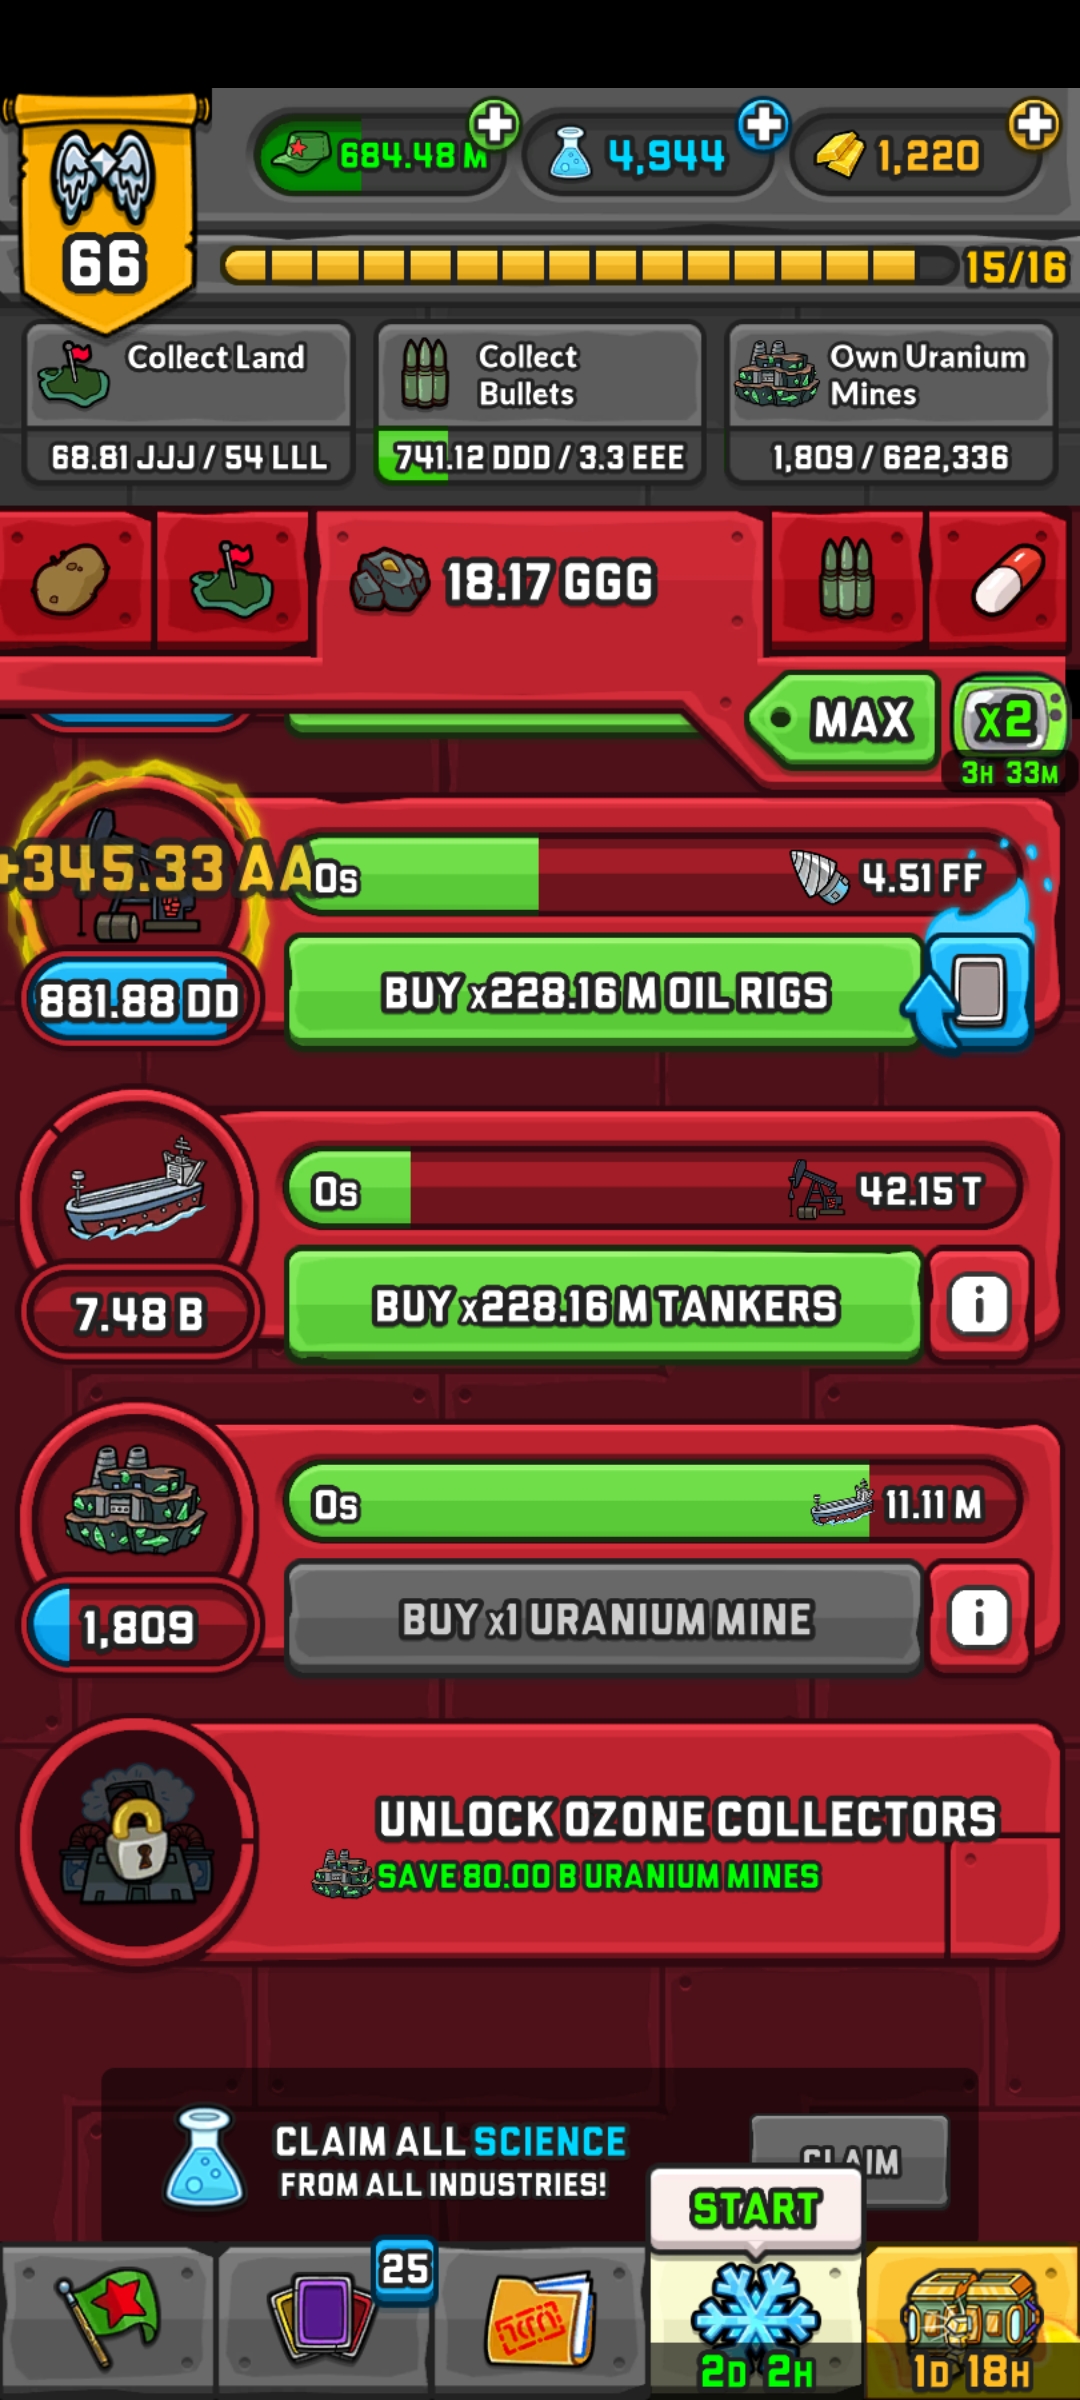 684.48 M
4,944
1,220
66
15/16
Collect Land
68.81 JJJ / 54 LLL
Collect
Bullets
741.12 DDD / 3.3 EEE
Own Uranium
Mines
1,809 / 622,336
18.17 GGG
MAX
x2
3H 33M
+345.33 AA
0s
4.51 FF
881.88 DD
BUY x228.16 M OIL RIGS
0s
42.15 T
7.48 B
BUY x228.16 M TANKERS
i
0s
11.11 M
1,809
BUY x1 URANIUM MINE
i
UNLOCK OZONE COLLECTORS
SAVE 80.00 B URANIUM MINES
CLAIM ALL SCIENCE
FROM ALL INDUSTRIES!
CLAIM
START
25
2D 2H
1D 18H